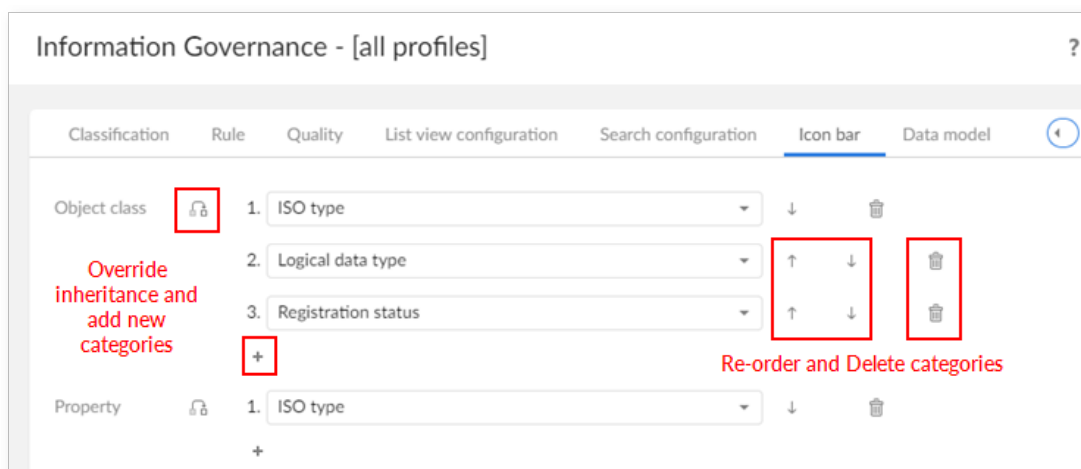 Information Governance - [all profiles]
?
Classification Rule Quality List view configuration Search configuration Icon bar Data model
Object class 1. ISO type
2. Logical data type
3. Registration status
Override
inheritance and
add new
categories
+
Re-order and Delete categories
Property 1. ISO type
+